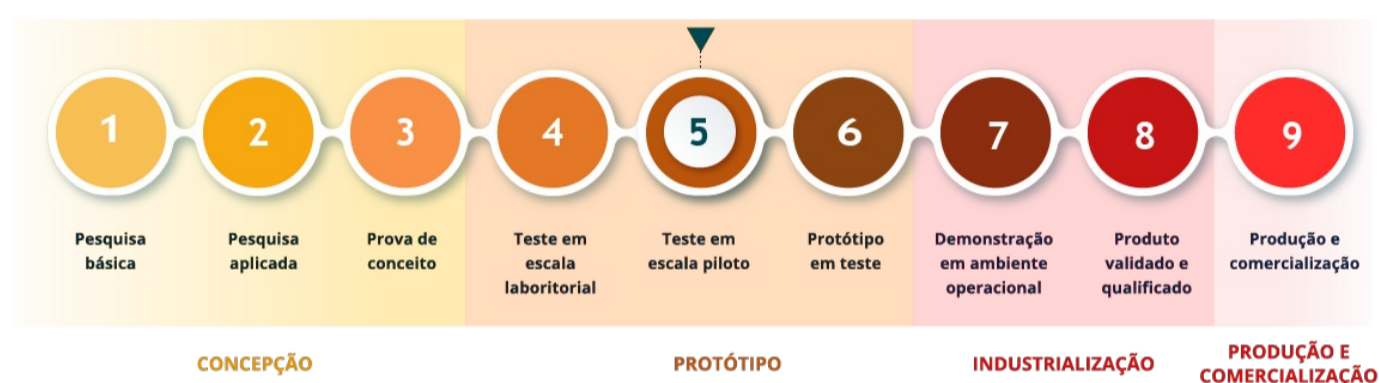 1
2
3
4
5
6
7
8
9
Pesquisa
básica
Pesquisa
aplicada
Prova de
conceito
Teste em
escala
laboritorial
Teste em
escala piloto
Protótipo
em teste
Demonstração
em ambiente
operacional
Produto
validado e
qualificado
Produção e
comercialização
CONCEPÇÃO
PROTÓTIPO
INDUSTRIALIZAÇÃO
PRODUÇÃO E
COMERCIALIZAÇÃO